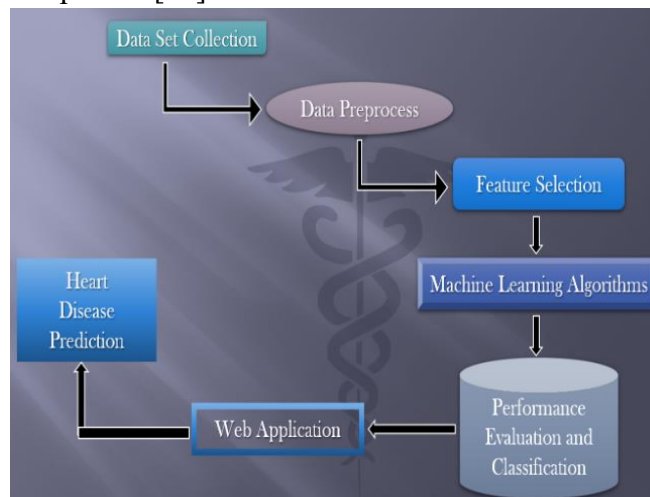 Data Set Collection
Data Preprocess
Feature Selection
Machine Learning Algorithms
Heart
Disease
Prediction
Performance
Evaluation and
Classification
Web Application